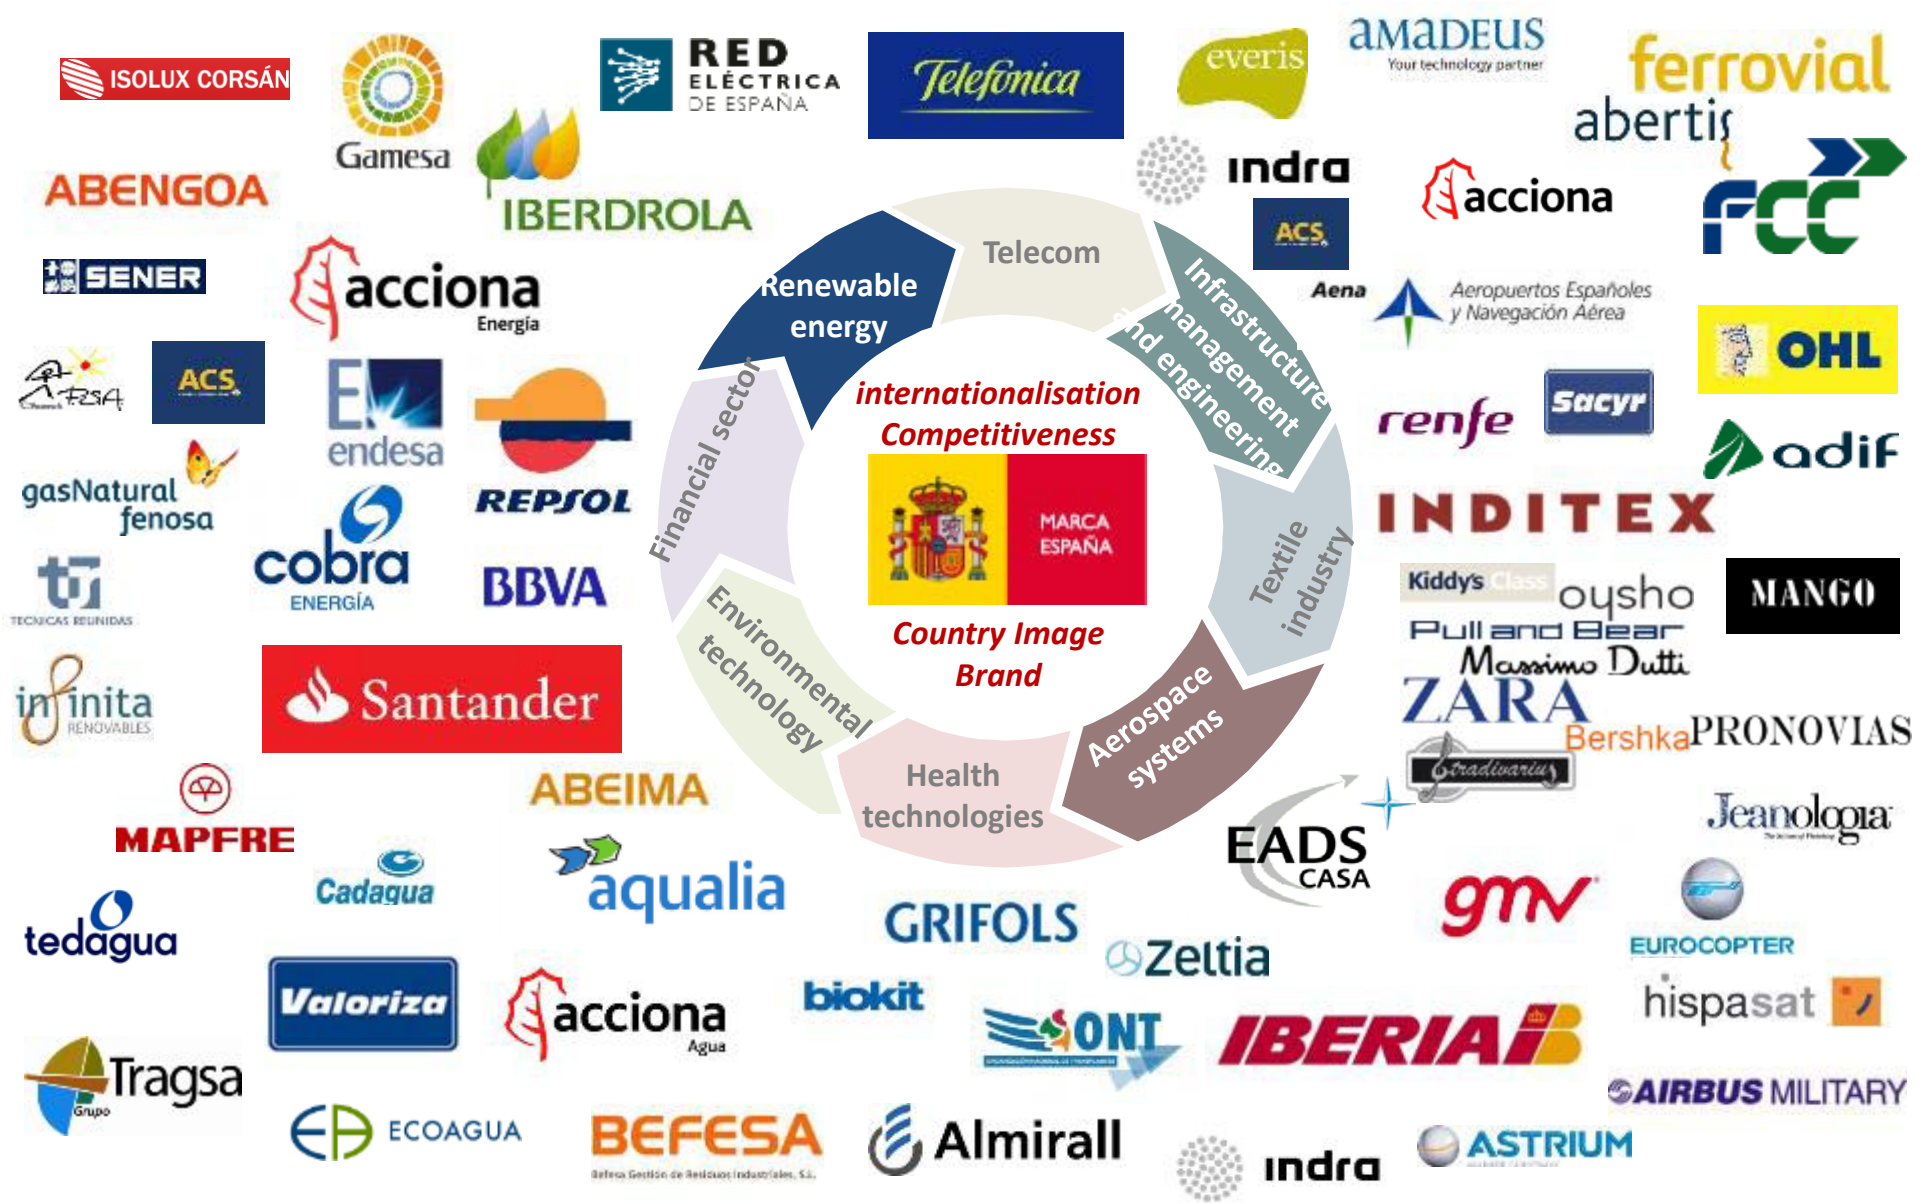 ISOLUX CORSÁN
Gamesa
RED
ELÉCTRICA
DE ESPAÑA
IBERDROLA
Telefónica
everis
aMaDEUS
Your technology partner
ferrovial
abertis
indra
ACS
acciona
FCC
ABENGOA
SENER
acciona
Energía
Aena
Aeropuertos Españoles
y Navegación Aérea
OHL
ACS
endesa
REPSOL
renfe
Sacyr
adif
gasNatural
fenosa
cobra
ENERGÍA
BBVA
TECNICAS REUNIDAS
infinita
RENOVABLES
Santander
MAPFRE
Telecom
Renewable
energy
Infrastructure
management
and engineering
Financial sector
Textile
industry
Environmental
technology
Aerospace
systems
Health
technologies
internationalisation
Competitiveness
MARCA
ESPAÑA
Country Image
Brand
INDITEX
Kiddy's Class
oysho
MANGO
Pull and Bear
Massimo Dutti
ZARA
Bershka
PRONOVIAS
Stradivarius
Jeanologia
EADS
CASA
gmv
EUROCOPTER
hispasat
IBERIA
AIRBUS MILITARY
ASTRIUM
indra
ABEIMA
Cadagua
aqualia
tedagua
Valoriza
acciona
Agua
Tragsa
Grupo
ECOAGUA
BEFESA
Befesa Gestión de Residuos Industriales, S.L.
GRIFOLS
Zeltia
biokit
ONT
Almirall